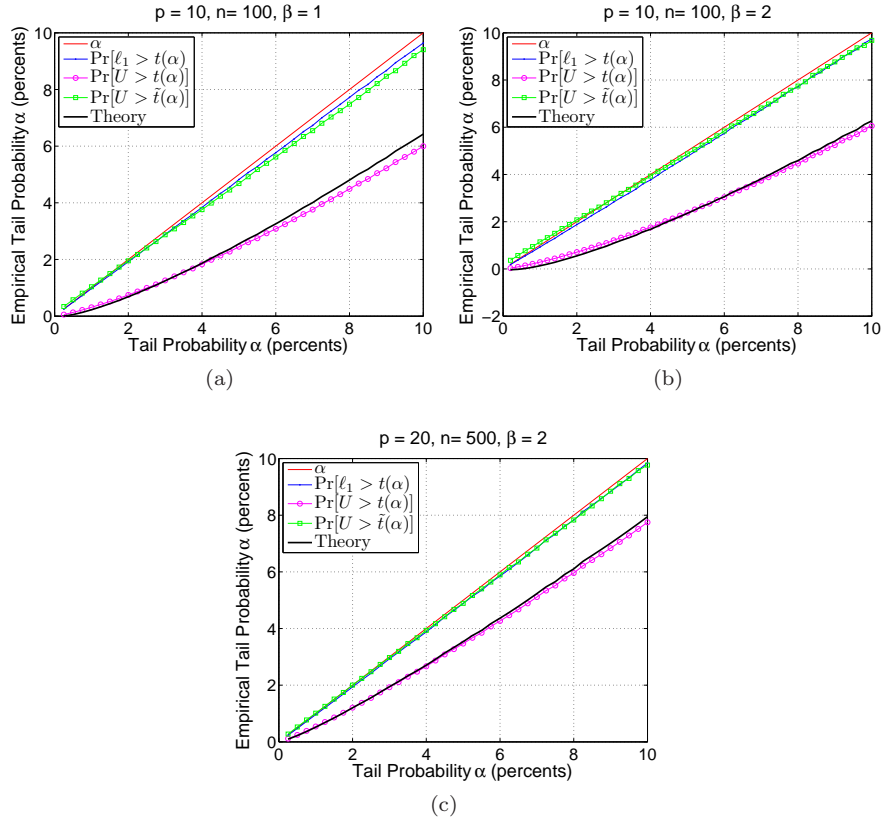 p = 10, n= 100, β = 1
10
8
6
4
2
0
Empirical Tail Probability α (percents)
α
Pr[ℓ₁ > t(α)
Pr[U > t(α)]
Pr[U > t̃(α)]
Theory
0 2 4 6 8 10
Tail Probability α (percents)
(a)
p = 10, n= 100, β = 2
10
8
6
4
2
0
−2
Empirical Tail Probability α (percents)
α
Pr[ℓ₁ > t(α)
Pr[U > t(α)]
Pr[U > t̃(α)]
Theory
0 2 4 6 8 10
Tail Probability α (percents)
(b)
p = 20, n= 500, β = 2
10
8
6
4
2
0
Empirical Tail Probability α (percents)
α
Pr[ℓ₁ > t(α)
Pr[U > t(α)]
Pr[U > t̃(α)]
Theory
0 2 4 6 8 10
Tail Probability α (percents)
(c)